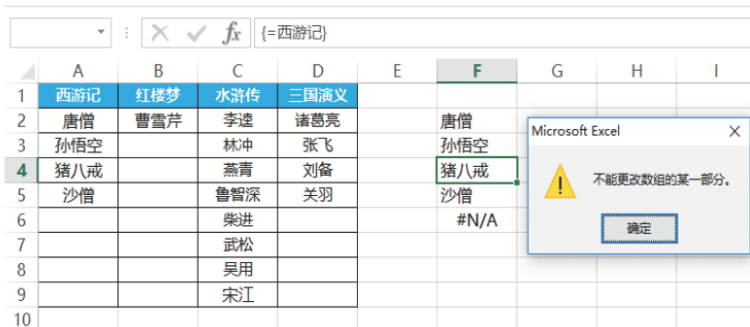 fx {=西游记}
A B C D E F G H I
1 西游记 红楼梦 水浒传 三国演义
2 唐僧 曹雪芹 李逵 诸葛亮 唐僧
3 孙悟空 林冲 张飞 孙悟空
4 猪八戒 燕青 刘备 猪八戒
5 沙僧 鲁智深 关羽 沙僧
6 柴进 #N/A
7 武松
8 吴用
9 宋江
10
Microsoft Excel
不能更改数组的某一部分。
确定